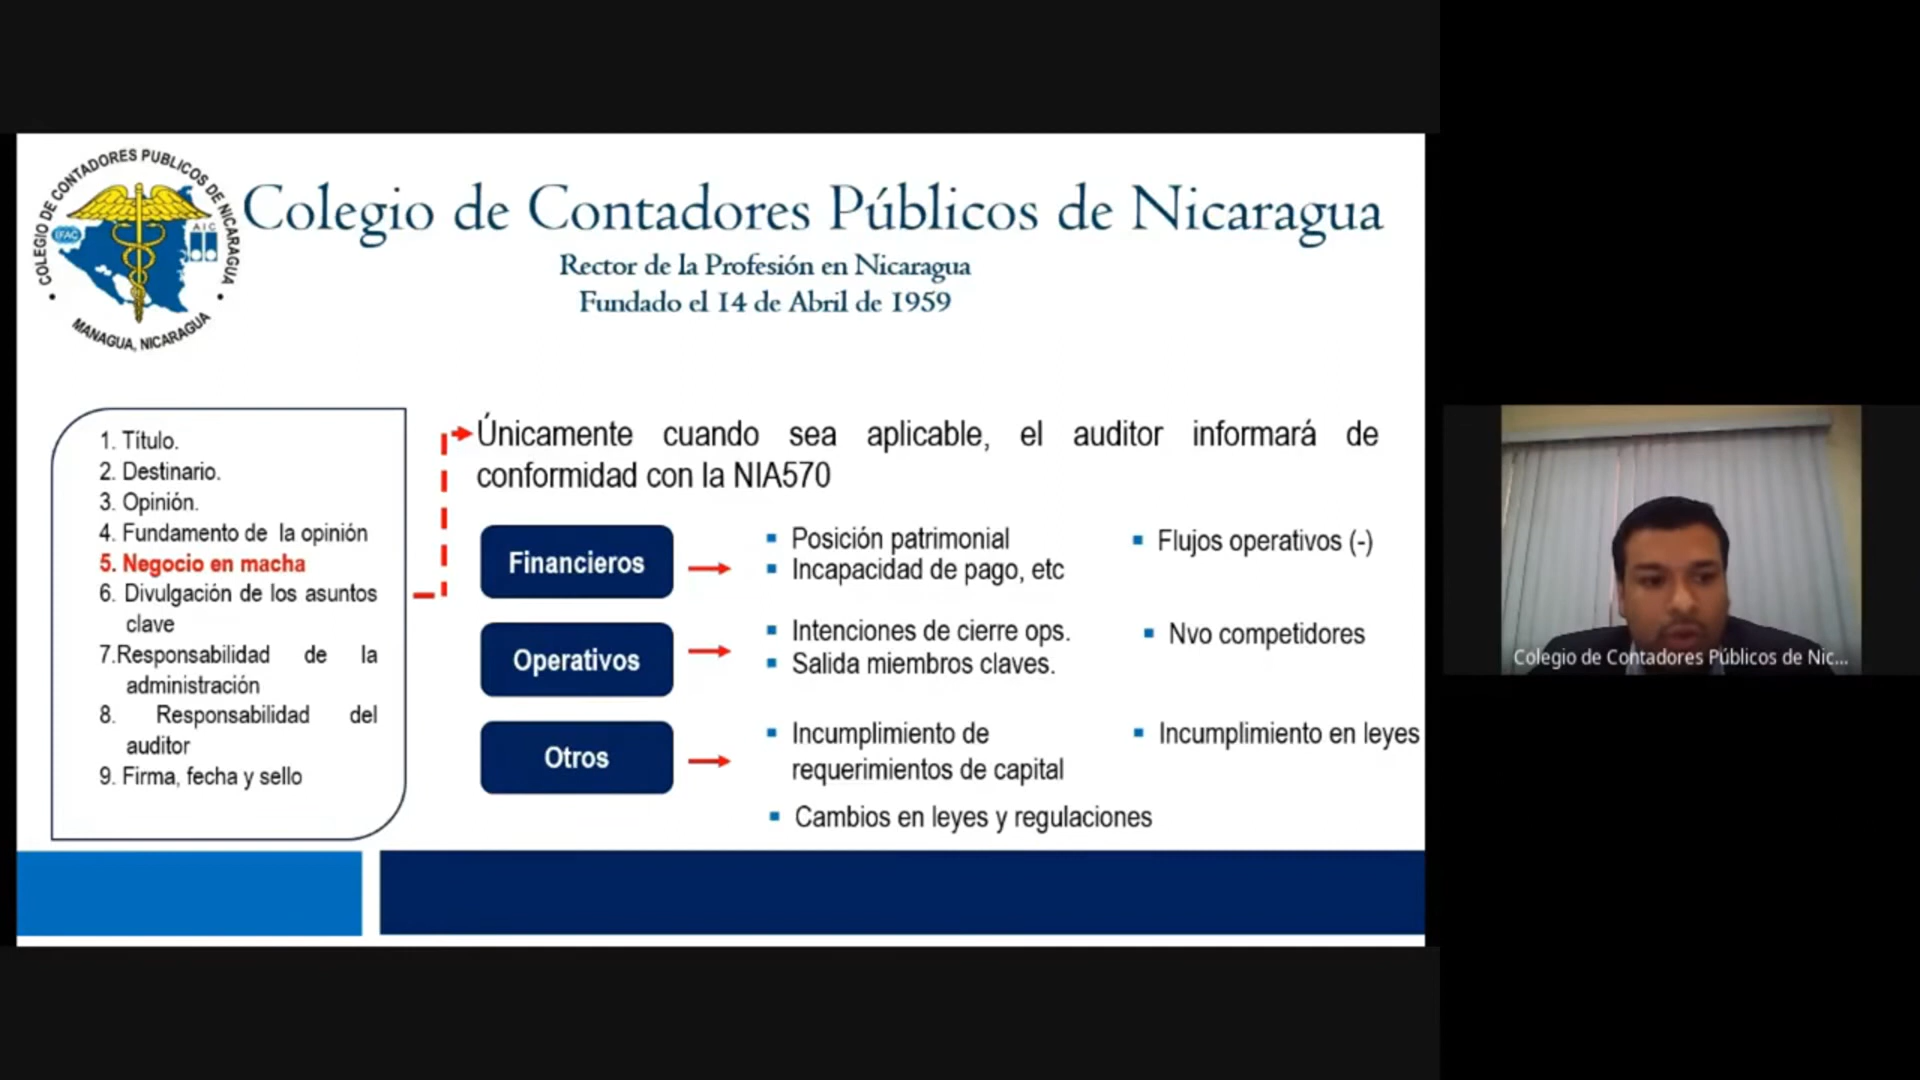 COLEGIO DE CONTADORES PUBLICOS DE NICARAGUA
IFAC
AIC
MANAGUA, NICARAGUA
Colegio de Contadores Públicos de Nicaragua
Rector de la Profesión en Nicaragua
Fundado el 14 de Abril de 1959
1. Título.
2. Destinario.
3. Opinión.
4. Fundamento de la opinión
5. Negocio en macha
6. Divulgación de los asuntos
clave
7.Responsabilidad de la
administración
8. Responsabilidad del
auditor
9. Firma, fecha y sello
Únicamente cuando sea aplicable, el auditor informará de
conformidad con la NIA570
Financieros
▪ Posición patrimonial
▪ Incapacidad de pago, etc
▪ Flujos operativos (-)
Operativos
▪ Intenciones de cierre ops.
▪ Salida miembros claves.
▪ Nvo competidores
Otros
▪ Incumplimiento de
requerimientos de capital
▪ Incumplimiento en leyes
▪ Cambios en leyes y regulaciones
Colegio de Contadores Públicos de Nic...